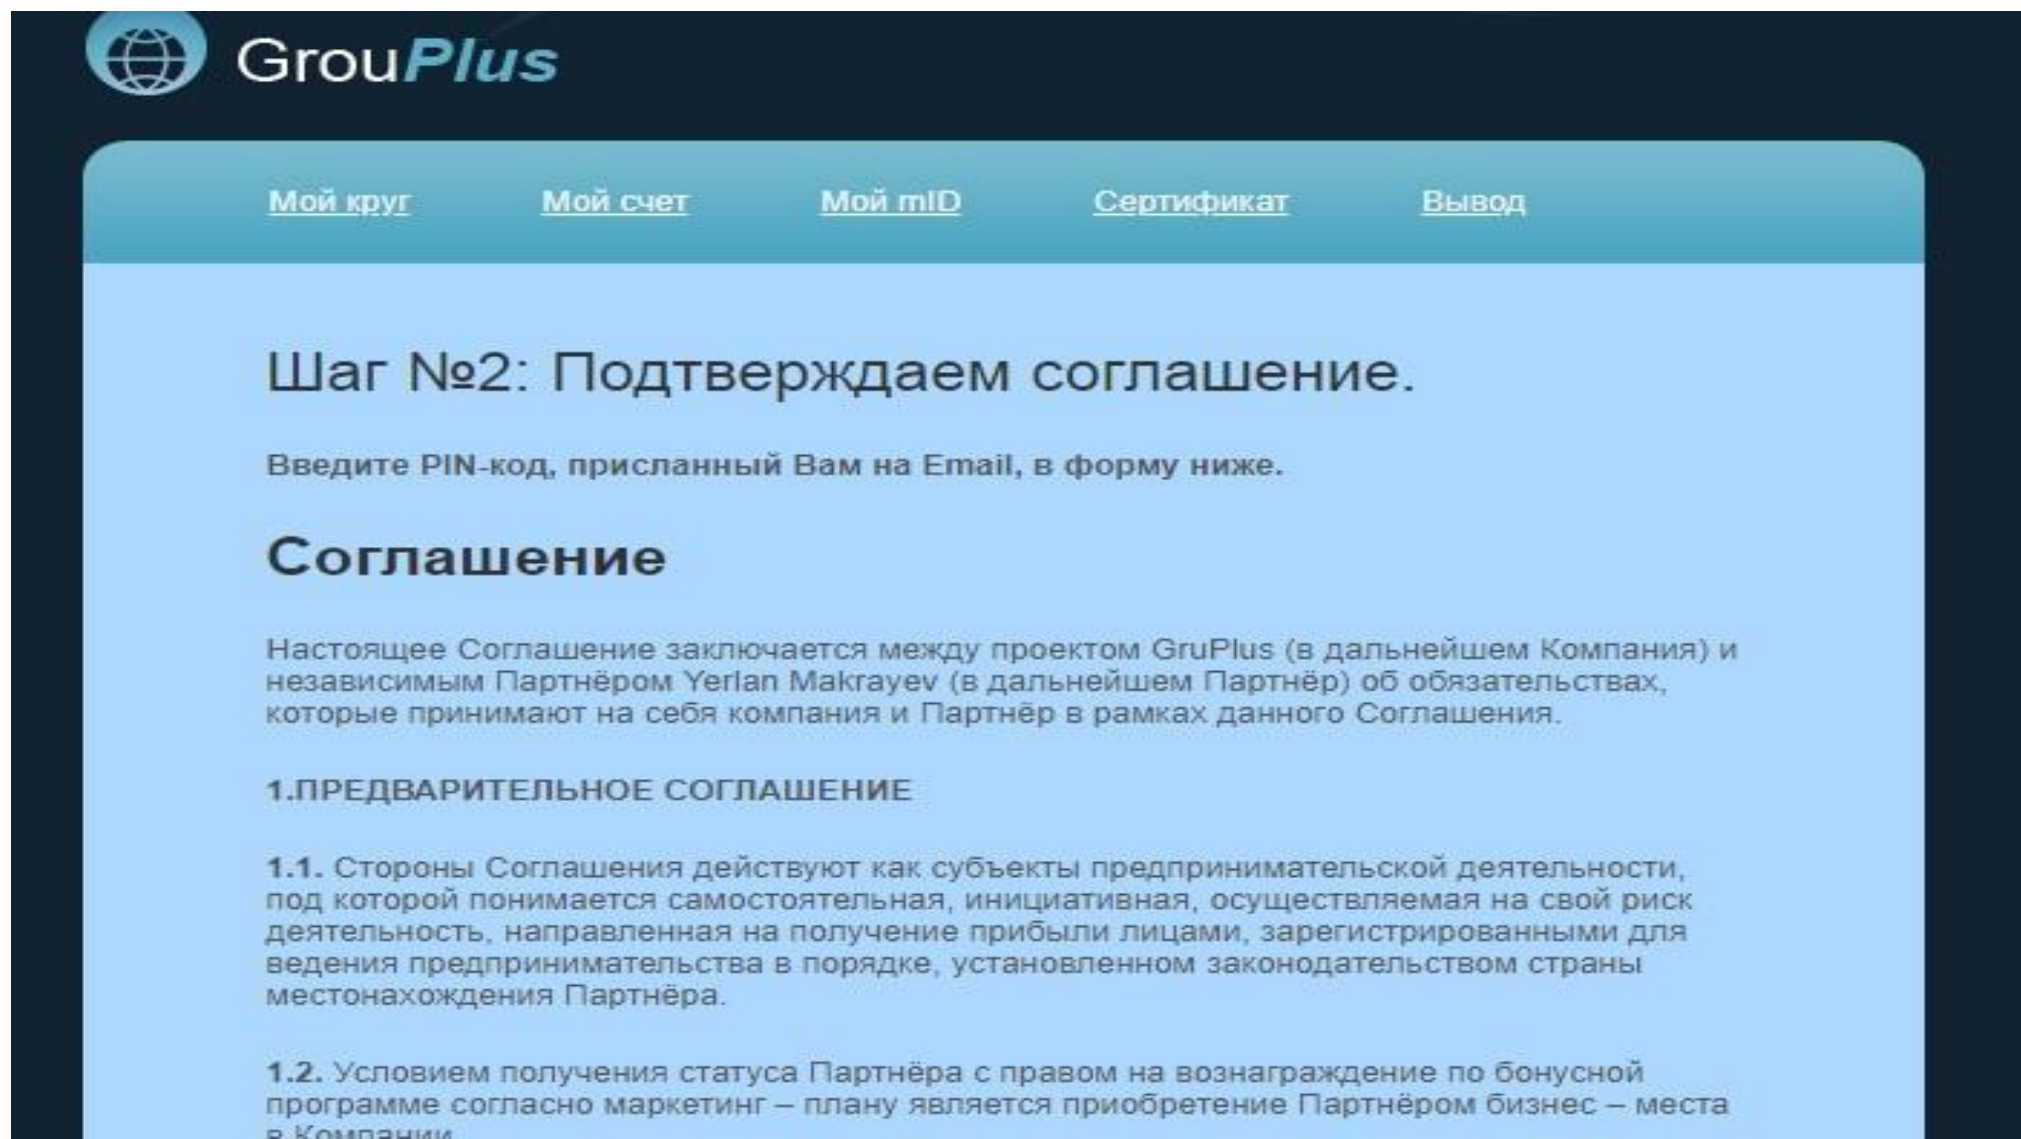 GrouPlus
Мой круг Мой счет Мой mID Сертификат Вывод
Шаг №2: Подтверждаем соглашение.
Введите PIN-код, присланный Вам на Email, в форму ниже.
Соглашение
Настоящее Соглашение заключается между проектом GruPlus (в дальнейшем Компания) и
независимым Партнёром Yerlan Makrayev (в дальнейшем Партнёр) об обязательствах,
которые принимают на себя компания и Партнёр в рамках данного Соглашения.
1.ПРЕДВАРИТЕЛЬНОЕ СОГЛАШЕНИЕ
1.1. Стороны Соглашения действуют как субъекты предпринимательской деятельности,
под которой понимается самостоятельная, инициативная, осуществляемая на свой риск
деятельность, направленная на получение прибыли лицами, зарегистрированными для
ведения предпринимательства в порядке, установленном законодательством страны
местонахождения Партнёра.
1.2. Условием получения статуса Партнёра с правом на вознаграждение по бонусной
программе согласно маркетинг – плану является приобретение Партнёром бизнес – места
в Компании